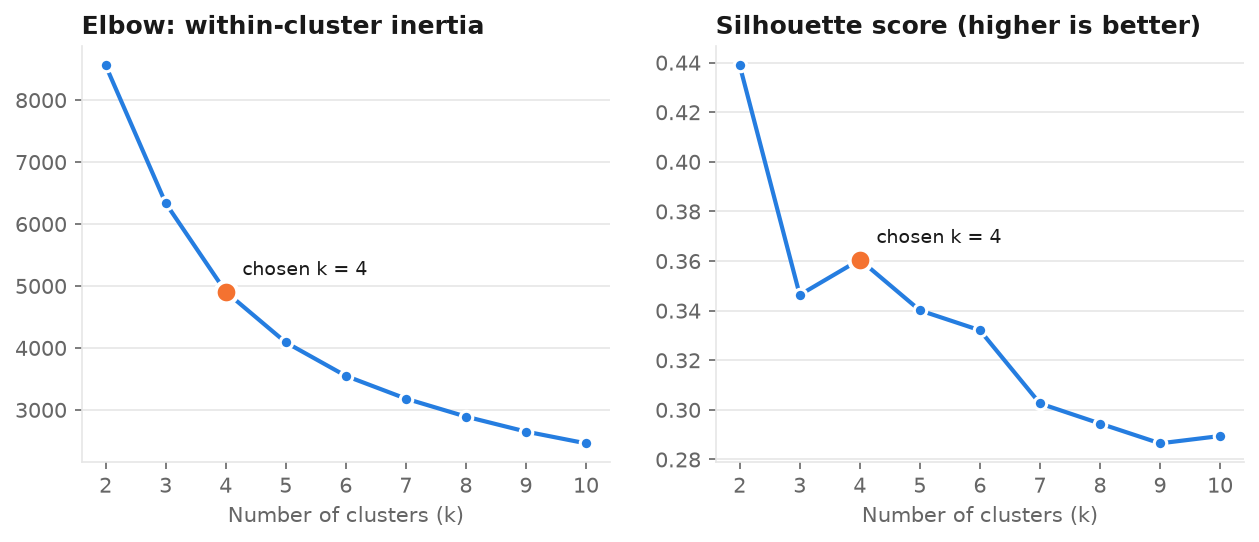 Elbow: within-cluster inertia
8000
7000
6000
5000
4000
3000
chosen k = 4
2 3 4 5 6 7 8 9 10
Number of clusters (k)
Silhouette score (higher is better)
0.44
0.42
0.40
0.38
0.36
0.34
0.32
0.30
0.28
chosen k = 4
2 3 4 5 6 7 8 9 10
Number of clusters (k)